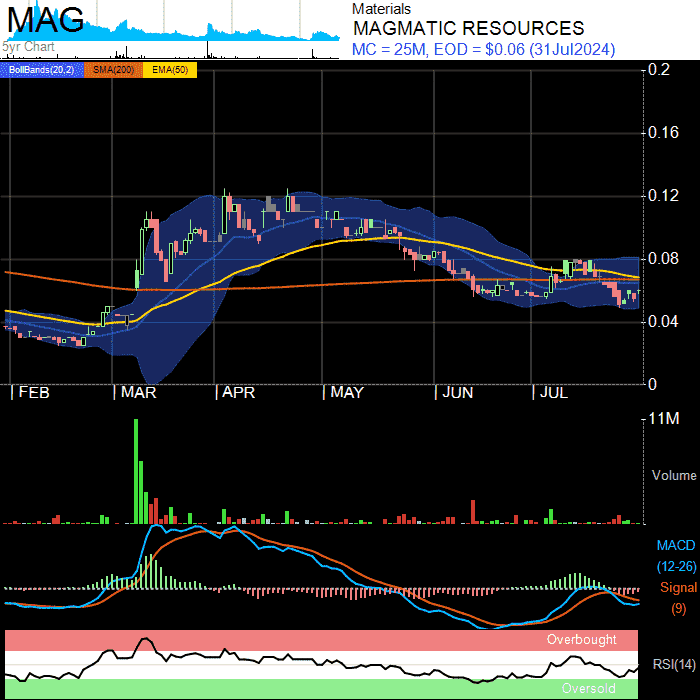 MAG
5yr Chart
Materials
MAGMATIC RESOURCES
MC = 25M, EOD = $0.06 (31Jul2024)
BollBands(20,2) SMA(200) EMA(50)
0.2
0.16
0.12
0.08
0.04
0
FEB MAR APR MAY JUN JUL
11M
Volume
MACD
(12-26)
Signal
(9)
Overbought
RSI(14)
Oversold